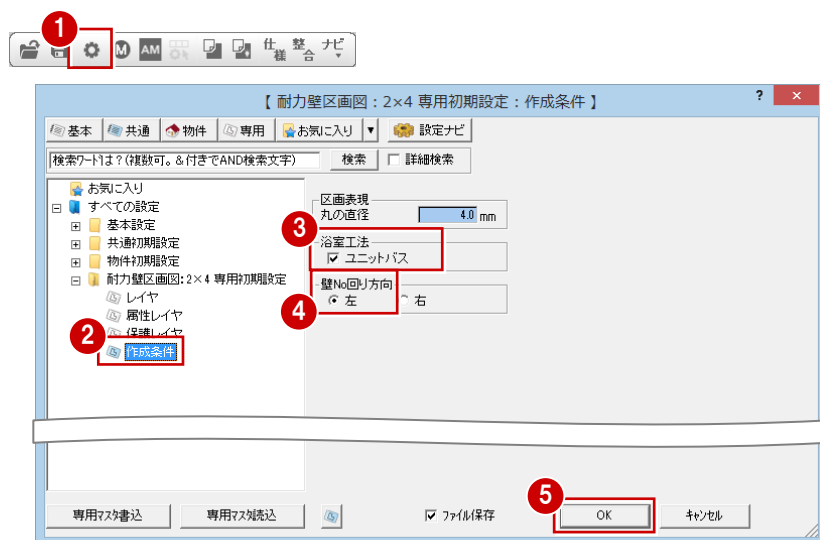 1
M AM 仕様 整合 ナビ
【 耐力壁区画図：2×4 専用初期設定：作成条件 】 ? ×
基本 共通 物件 専用 お気に入り ▼ 設定ナビ
検索ワードは？(複数可。＆付きでAND検索文字) 検索 詳細検索
お気に入り
すべての設定
基本設定
共通初期設定
物件初期設定
耐力壁区画図:2×4 専用初期設定
レイヤ
属性レイヤ
保護レイヤ
2
作成条件
区画表現
丸の直径 4.0 mm
3
浴室工法
ユニットバス
壁No回り方向
4
左 右
5
専用マスタ書込 専用マスタ読込 ファイル保存 OK キャンセル